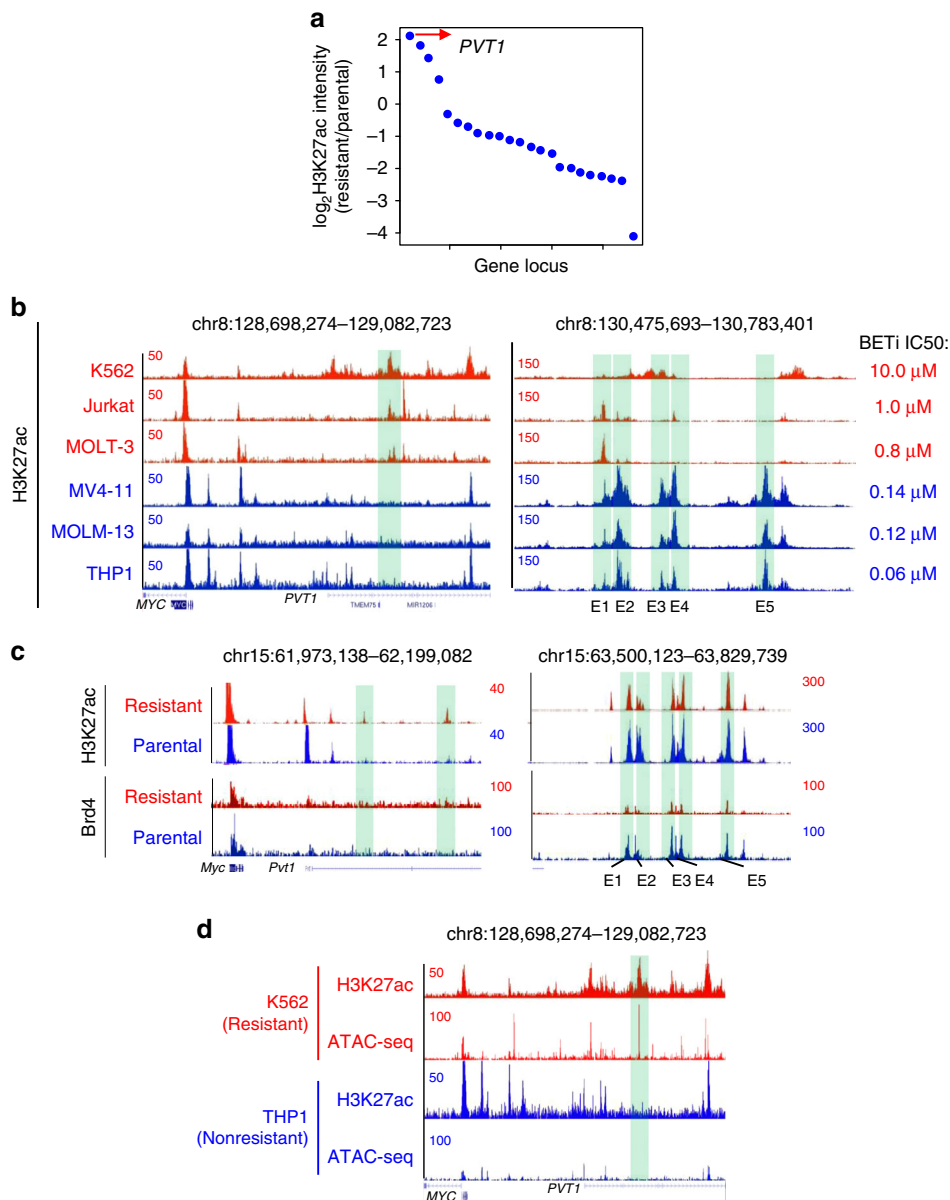 a
PVT1
log2H3K27ac intensity
(resistant/parental)
2
1
0
−1
−2
−3
−4
Gene locus
b
chr8:128,698,274–129,082,723
chr8:130,475,693–130,783,401
BETi IC50:
H3K27ac
K562
50
150
10.0 μM
Jurkat
50
150
1.0 μM
MOLT-3
50
150
0.8 μM
MV4-11
50
150
0.14 μM
MOLM-13
50
150
0.12 μM
THP1
50
150
0.06 μM
MYC
MYC
PVT1
TMEM75
MIR1206
E1 E2 E3 E4 E5
c
chr15:61,973,138–62,199,082
chr15:63,500,123–63,829,739
H3K27ac
Resistant
40
300
Parental
40
300
Brd4
Resistant
100
100
Parental
100
100
Myc
Pvt1
E1 E2 E3 E4 E5
d
chr8:128,698,274–129,082,723
K562
(Resistant)
H3K27ac
50
ATAC-seq
100
THP1
(Nonresistant)
H3K27ac
50
ATAC-seq
100
MYC
PVT1